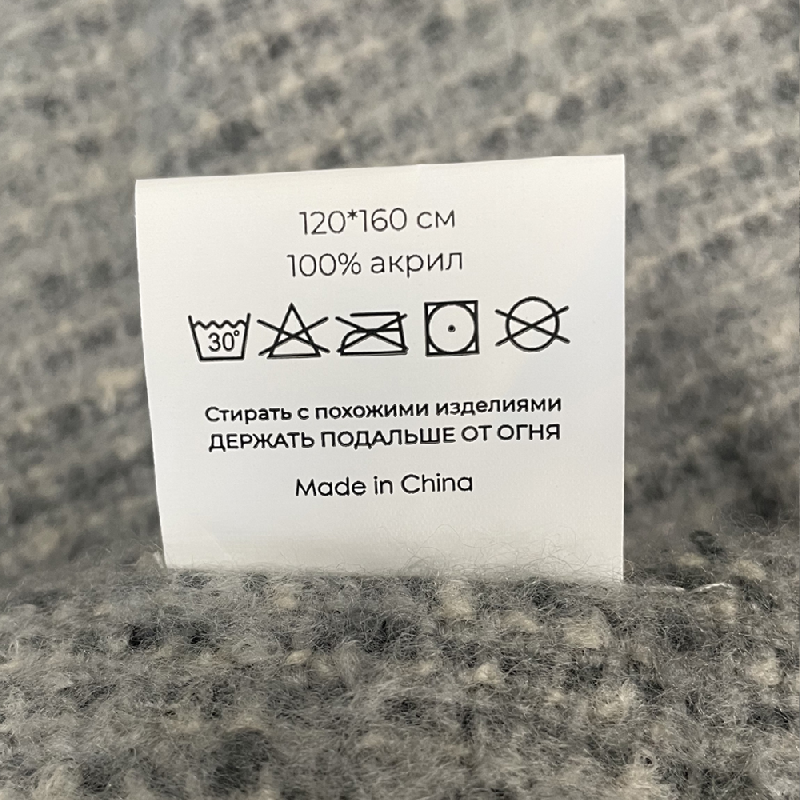 120*160 см
100% акрил
30°
Стирать с похожими изделиями
ДЕРЖАТЬ ПОДАЛЬШЕ ОТ ОГНЯ
Made in China